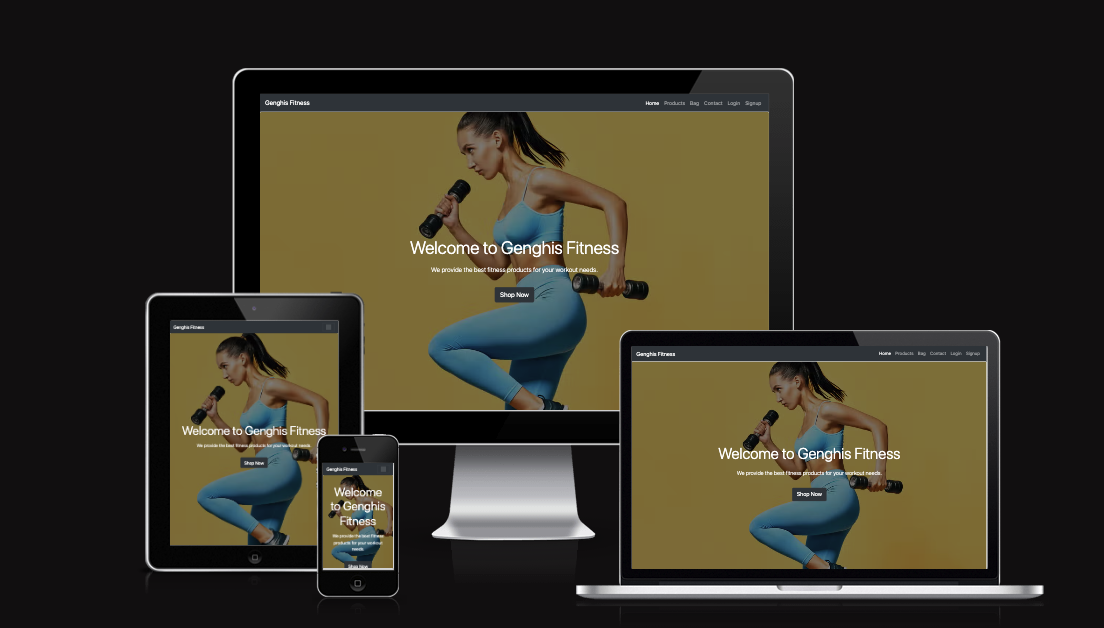 Genghis Fitness
Home Products Bag Contact Login Signup
Welcome to Genghis Fitness
We provide the best fitness products for your workout needs.
Shop Now
Genghis Fitness
Welcome to Genghis Fitness
We provide the best fitness products for your workout needs.
Shop Now
Genghis Fitness
Welcome
to Genghis
Fitness
We provide the best fitness
products for your workout
needs.
Shop Now
Genghis Fitness
Home Products Bag Contact Login Signup
Welcome to Genghis Fitness
We provide the best fitness products for your workout needs.
Shop Now